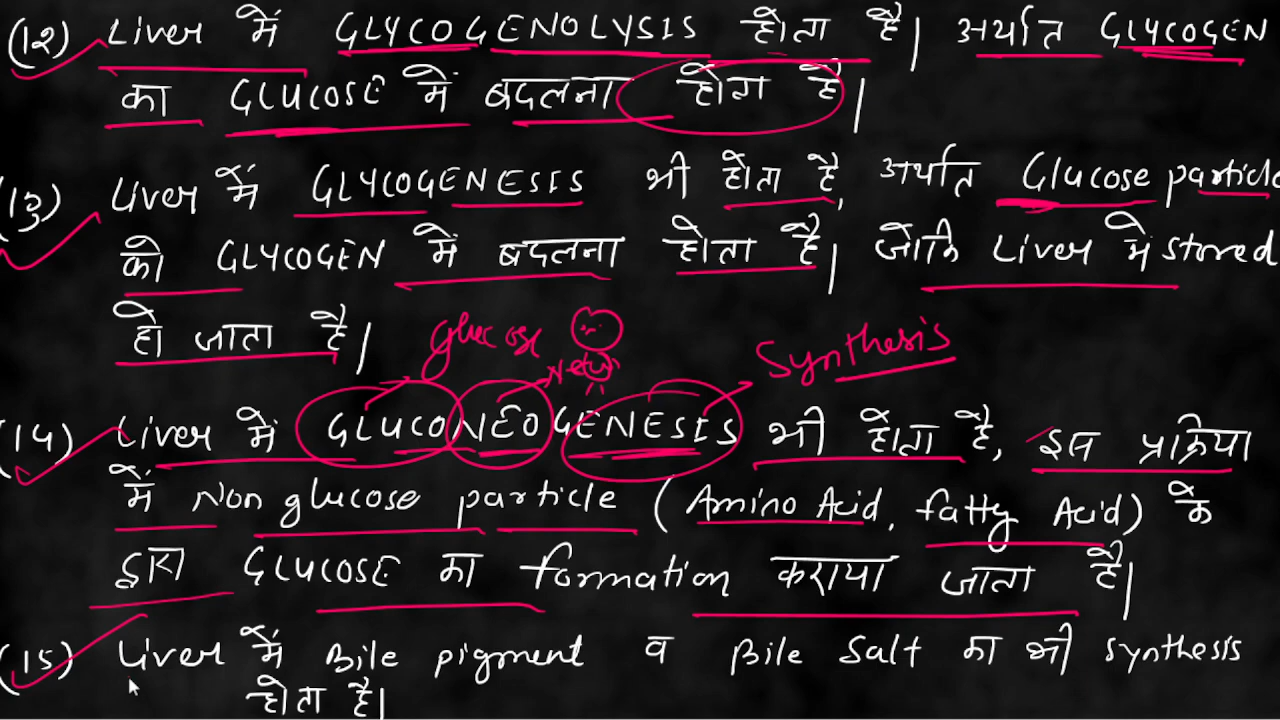 (12) Liver में GLYCOGENOLYSIS होता है। अर्थात GLYCOGEN
का GLUCOSE में बदलना होता है।
(13) Liver में GLYCOGENESIS भी होता है, अर्थात Glucose particle
को GLYCOGEN में बदलना होता है। जोकि Liver में stored
हो जाता है।
glucose
New
Synthesis
(14) Liver में GLUCONEOGENESIS भी होता है, इस प्रक्रिया
में Non glucose particle (Amino Acid, fatty Acid) के
द्वारा GLUCOSE का formation कराया जाता है।
(15) Liver में Bile pigment व Bile Salt का भी synthesis
होता है।